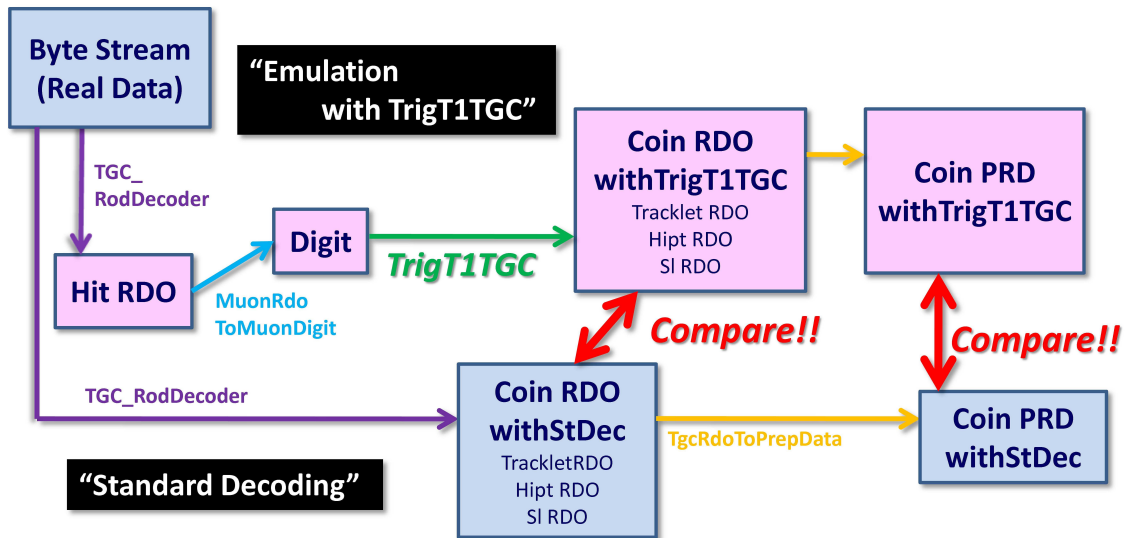 Byte Stream
(Real Data)
“Emulation
with TrigT1TGC”
TGC_
RodDecoder
Hit RDO
MuonRdo
ToMuonDigit
Digit
TrigT1TGC
Coin RDO
withTrigT1TGC
Tracklet RDO
Hipt RDO
Sl RDO
Coin PRD
withTrigT1TGC
Compare!!
Compare!!
TGC_RodDecoder
Coin RDO
withStDec
TrackletRDO
Hipt RDO
Sl RDO
TgcRdoToPrepData
Coin PRD
withStDec
“Standard Decoding”